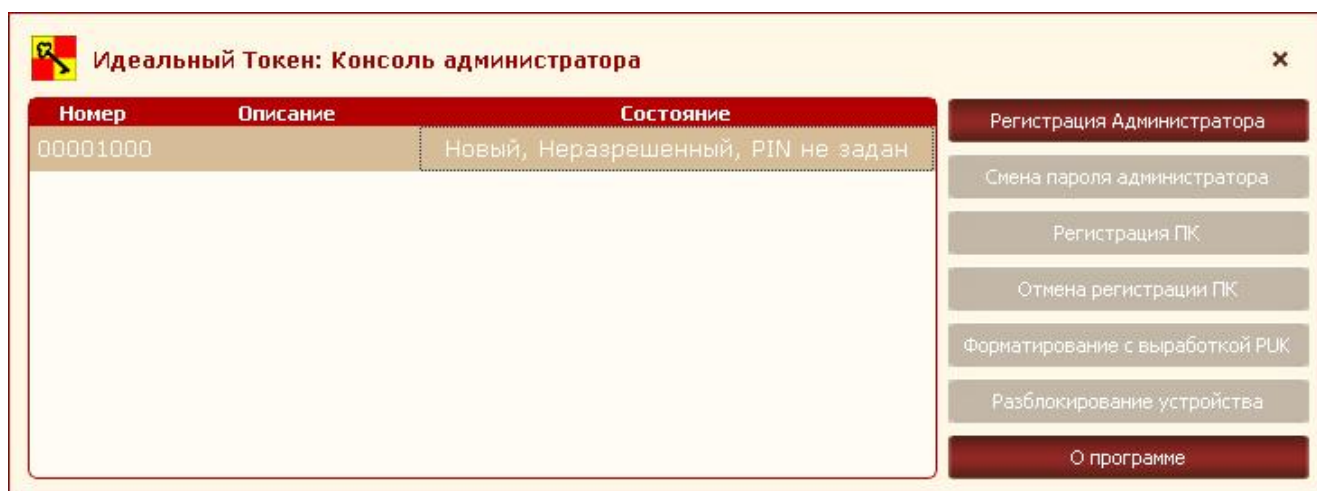 Идеальный Токен: Консоль администратора
Номер Описание Состояние
00001000 Новый, Неразрешенный, PIN не задан
Регистрация Администратора
Смена пароля администратора
Регистрация ПК
Отмена регистрации ПК
Форматирование с выработкой PUK
Разблокирование устройства
О программе